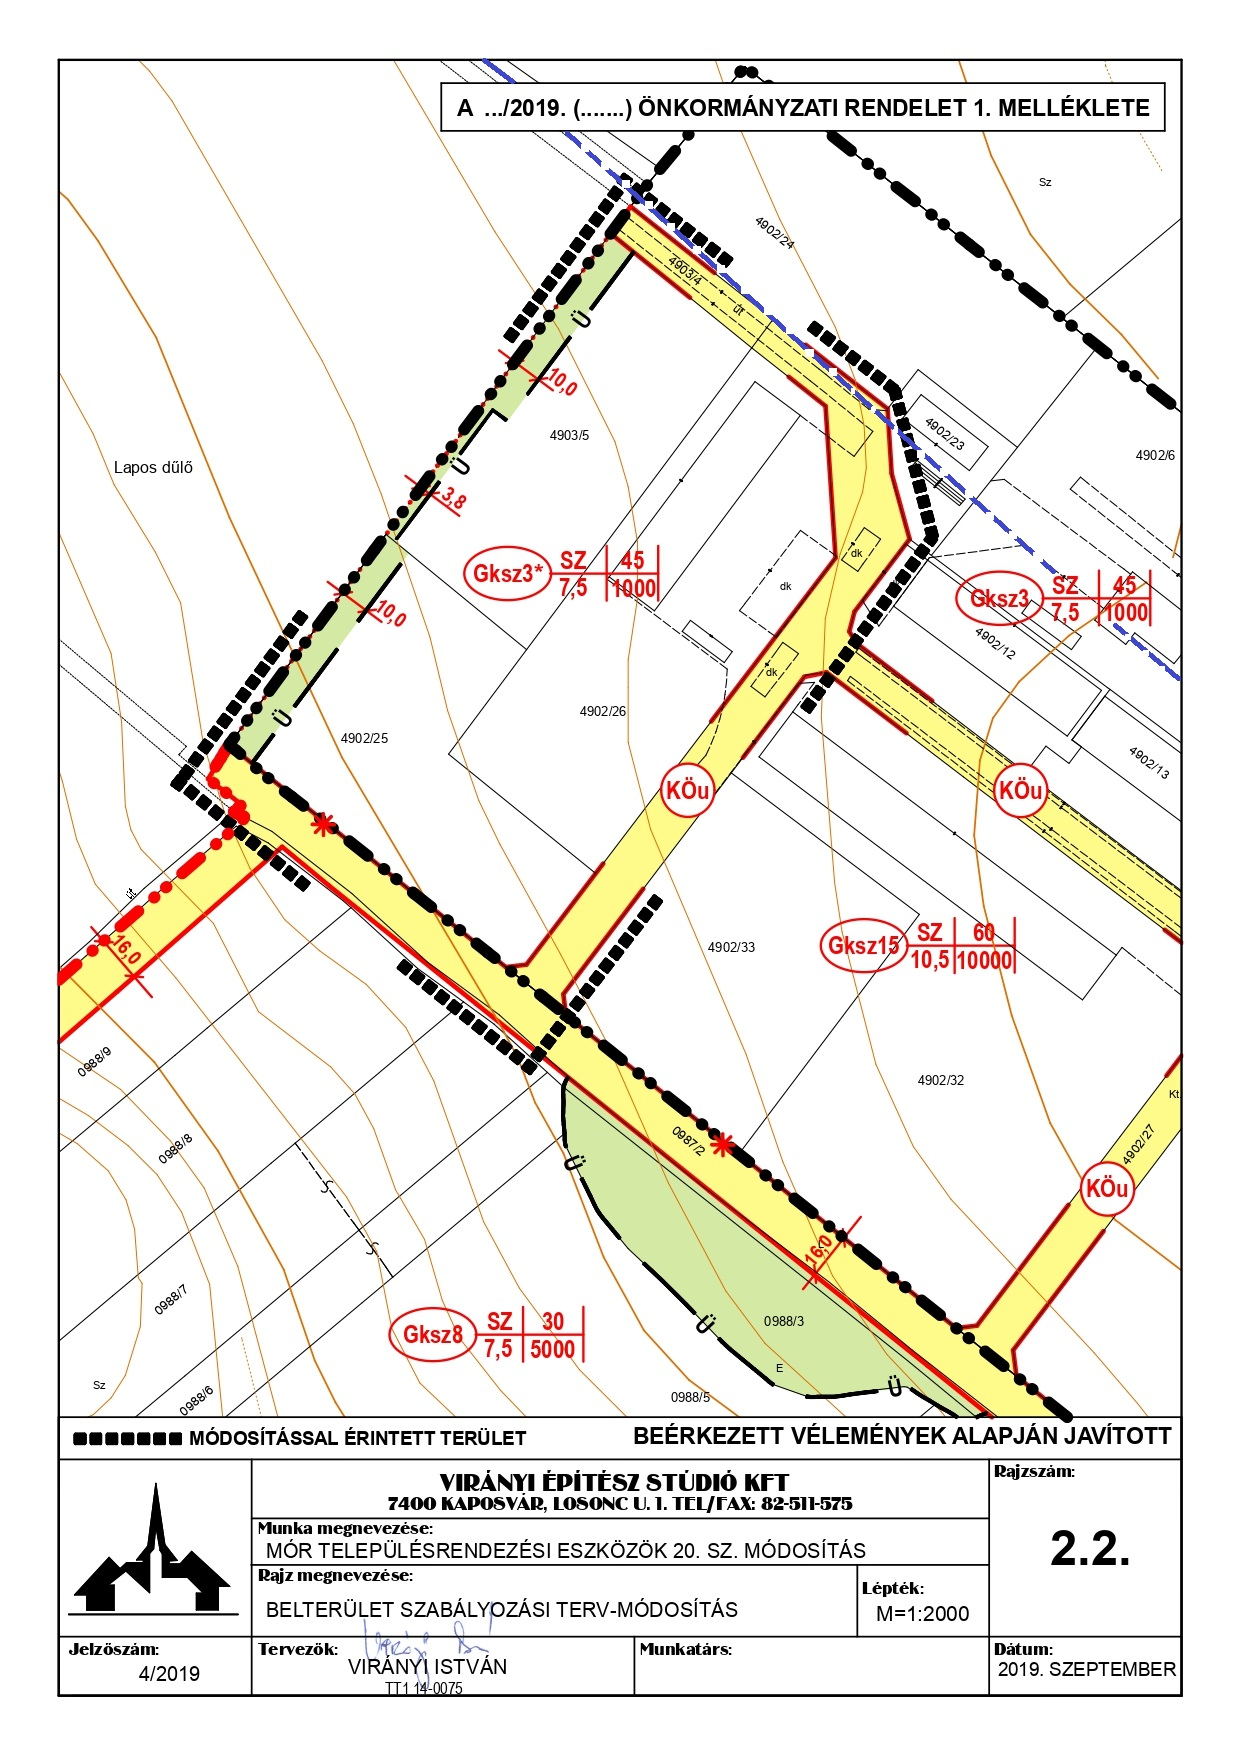 A .../2019. (.......) ÖNKORMÁNYZATI RENDELET 1. MELLÉKLETE
Sz
4902/24
4903/4
út
Ü
10,0
4903/5
4902/23
4902/6
Lapos dűlő
Ü
3,8
dk
Gksz3* SZ 45
7,5 1000
dk
Gksz3 SZ 45
7,5 1000
10,0
4902/12
dk
Ü
4902/25
4902/26
4902/13
KÖu
KÖu
út
16,0
4902/33
Gksz15 SZ 60
10,5 10000
0988/9
4902/32
Kt.
0988/8
0987/2
4902/27
Ü
KÖu
16,0
0988/7
Gksz8 SZ 30
7,5 5000
Ü
0988/3
E
Sz
0988/6
0988/5
Ü
MÓDOSÍTÁSSAL ÉRINTETT TERÜLET
BEÉRKEZETT VÉLEMÉNYEK ALAPJÁN JAVÍTOTT
VIRÁNYI ÉPÍTÉSZ STÚDIÓ KFT
7400 KAPOSVÁR, LOSONC U. 1. TEL/FAX: 82-511-575
Rajzszám:
2.2.
Munka megnevezése:
MÓR TELEPÜLÉSRENDEZÉSI ESZKÖZÖK 20. SZ. MÓDOSÍTÁS
Rajz megnevezése:
BELTERÜLET SZABÁLYOZÁSI TERV-MÓDOSÍTÁS
Lépték:
M=1:2000
Jelzőszám:
4/2019
Tervezők:
VIRÁNYI ISTVÁN
TT1 14-0075
Munkatárs:
Dátum:
2019. SZEPTEMBER